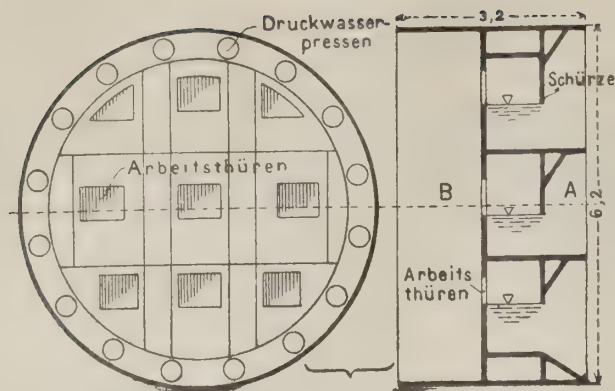 Druckwasser-
pressen
3,2
Schürze
Arbeitsthüren
B
A
6,2
Arbeits
thüren